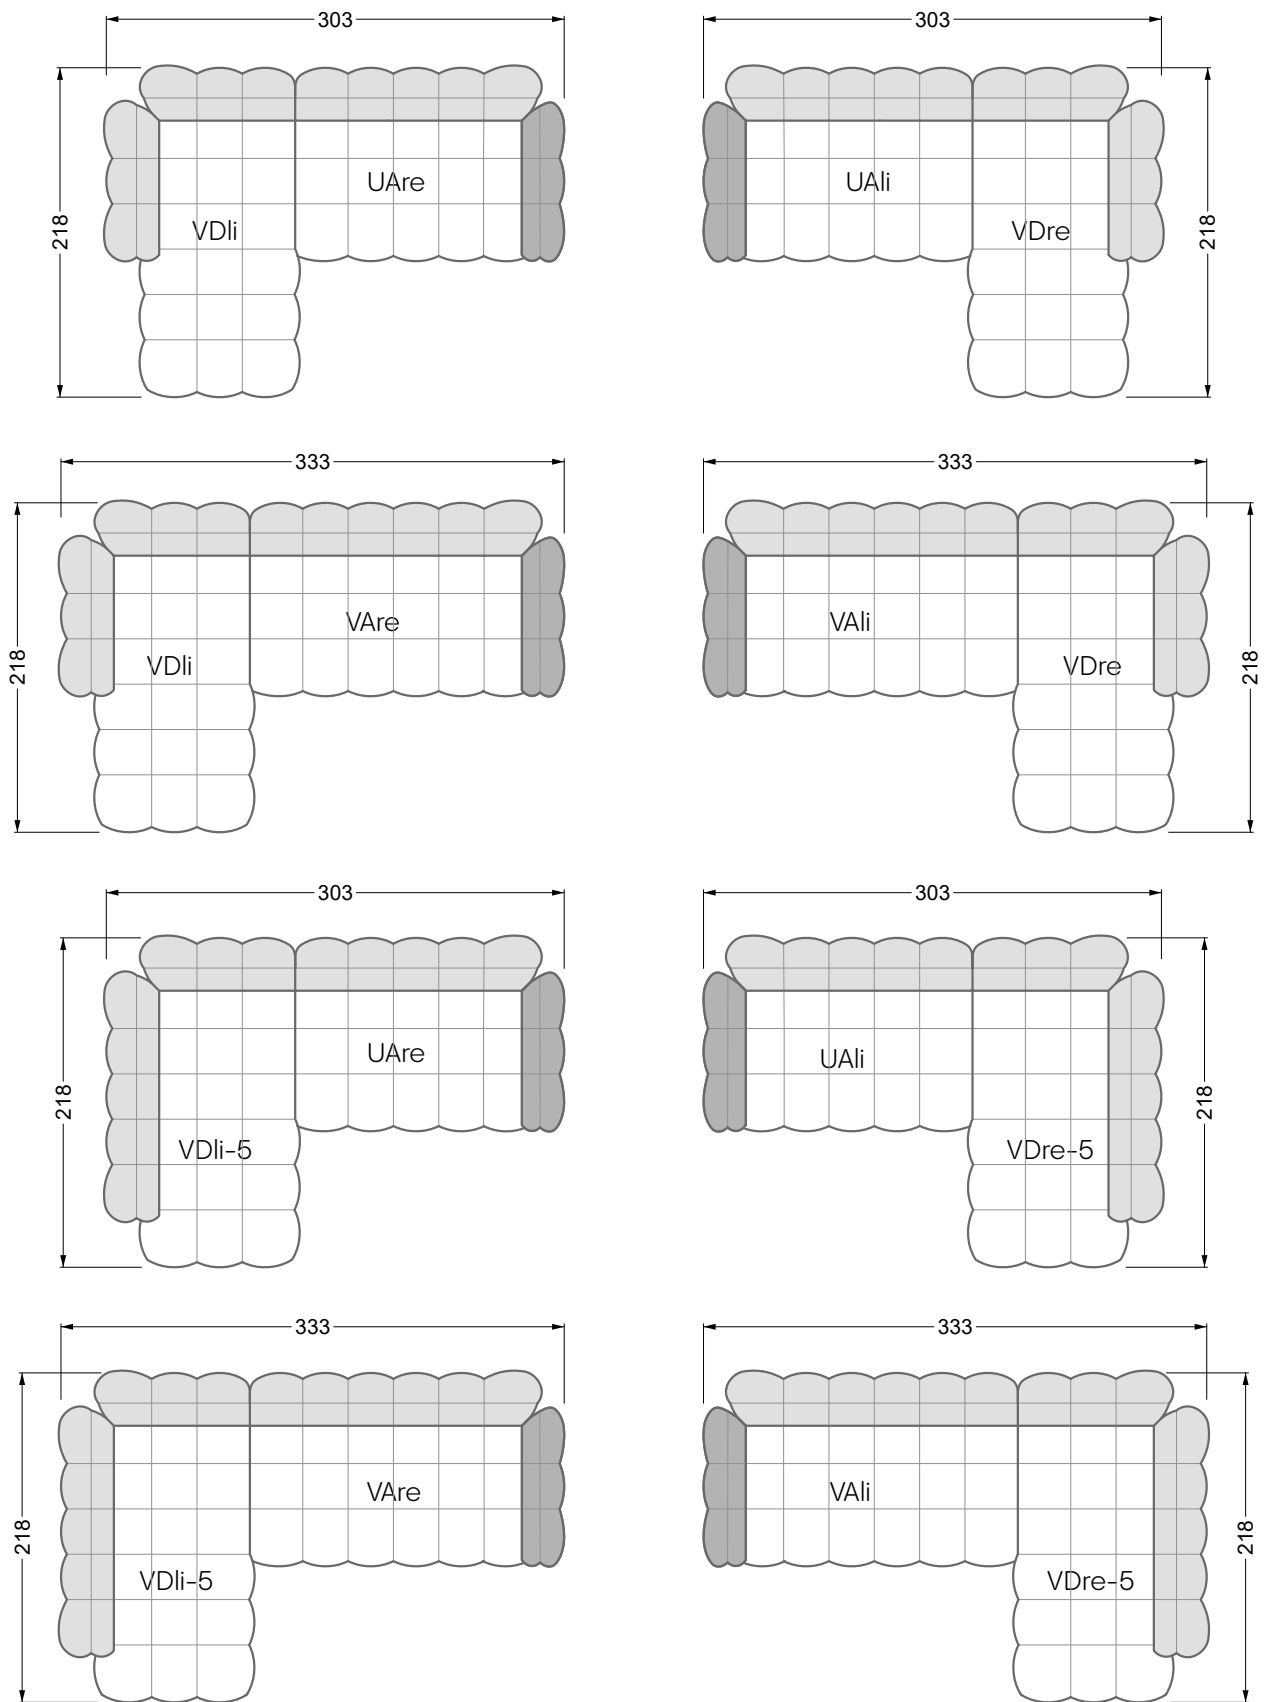 303
303
218
VDli
UAre
UAli
VDre
218
333
333
218
VDli
VAre
VAli
VDre
218
303
303
218
VDli-5
UAre
UAli
VDre-5
218
333
333
218
VDli-5
VAre
VAli
VDre-5
218